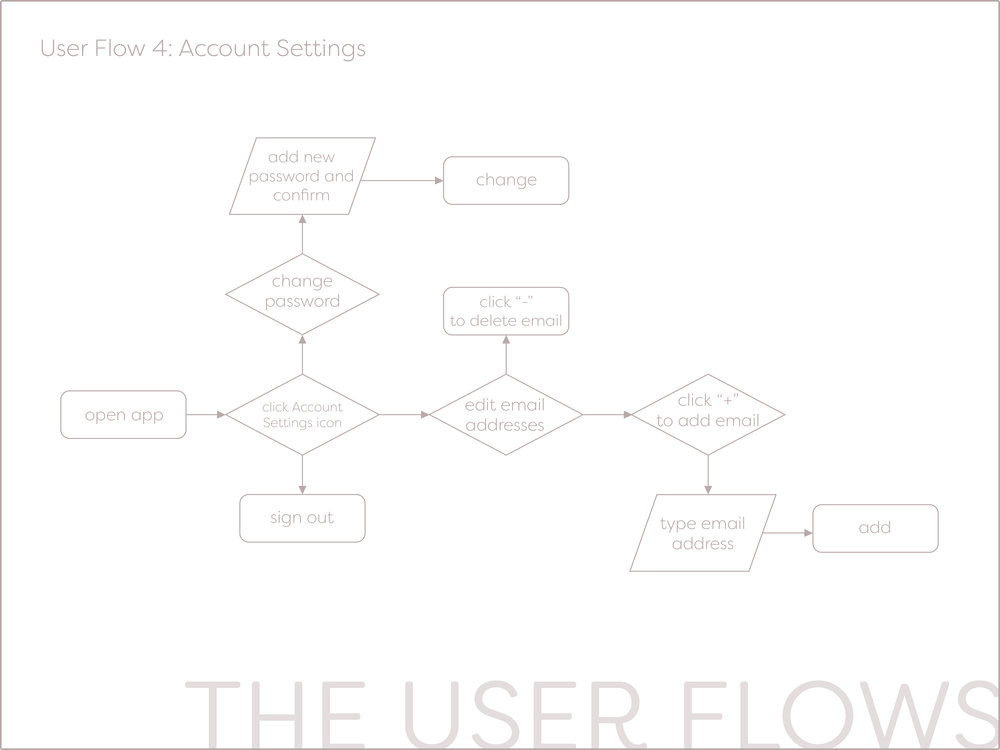 User Flow 4: Account Settings
add new
password and
confirm
change
change
password
click “-”
to delete email
open app
click Account
Settings icon
edit email
addresses
click “+”
to add email
sign out
type email
address
add
THE USER FLOWS